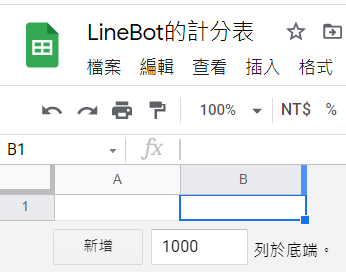 LineBot的計分表
檔案 編輯 查看 插入 格式
100% NT$ %
B1 fx
A B
1
新增 1000 列於底端。